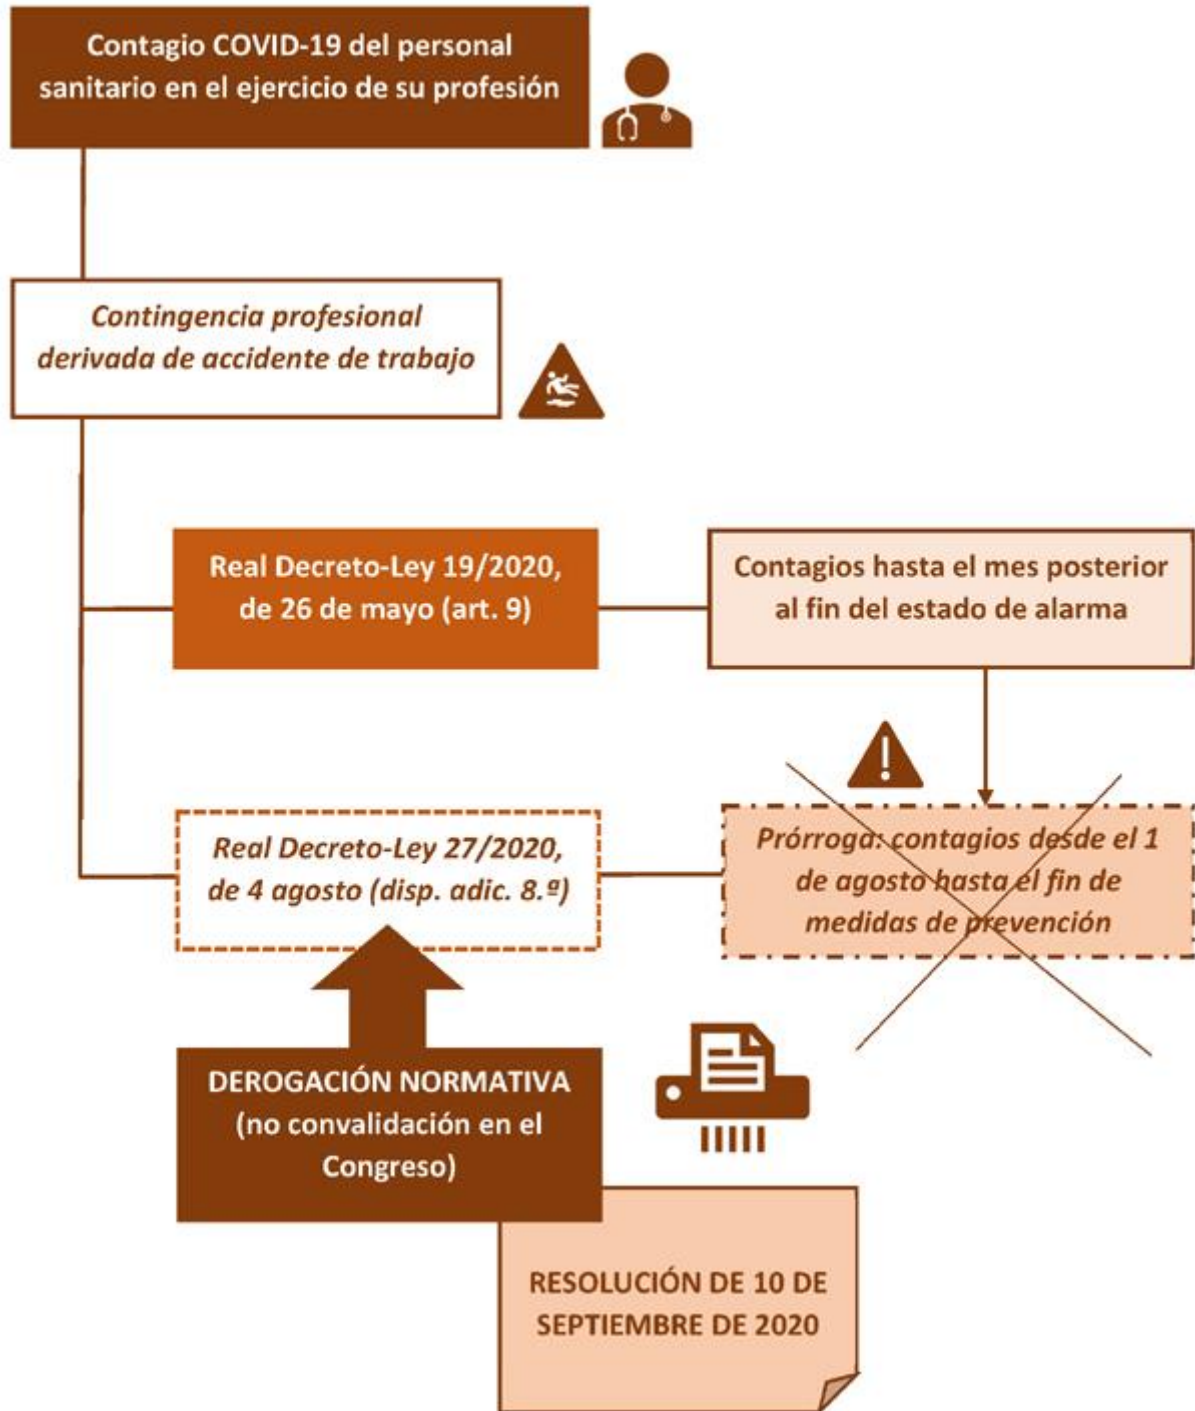 Contagio COVID-19 del personal
sanitario en el ejercicio de su profesión
Contingencia profesional
derivada de accidente de trabajo
Real Decreto-Ley 19/2020,
de 26 de mayo (art. 9)
Contagios hasta el mes posterior
al fin del estado de alarma
Real Decreto-Ley 27/2020,
de 4 agosto (disp. adic. 8.ª)
Prórroga: contagios desde el 1
de agosto hasta el fin de
medidas de prevención
DEROGACIÓN NORMATIVA
(no convalidación en el
Congreso)
RESOLUCIÓN DE 10 DE
SEPTIEMBRE DE 2020